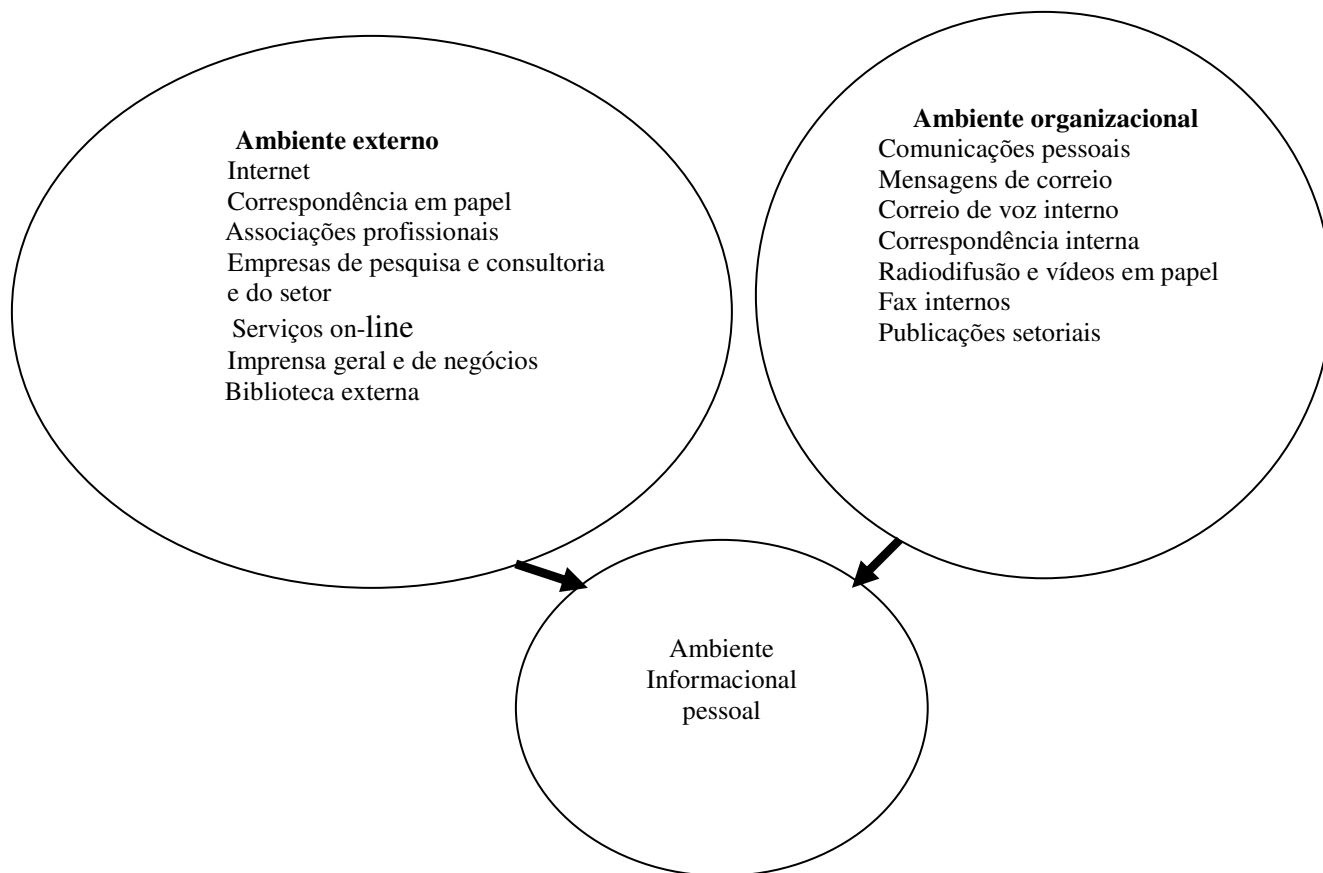 Ambiente externo
Internet
Correspondência em papel
Associações profissionais
Empresas de pesquisa e consultoria
e do setor
Serviços on-line
Imprensa geral e de negócios
Biblioteca externa
Ambiente organizacional
Comunicações pessoais
Mensagens de correio
Correio de voz interno
Correspondência interna
Radiodifusão e vídeos em papel
Fax internos
Publicações setoriais
Ambiente
Informacional
pessoal